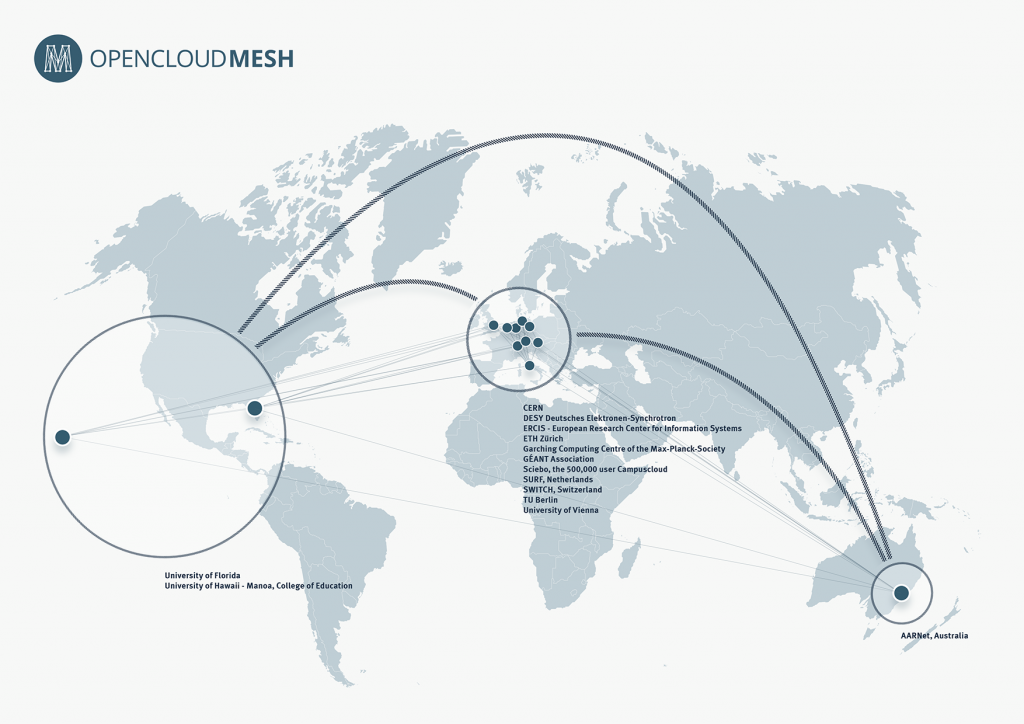 M OPENCLOUDMESH
CERN
DESY Deutsches Elektronen-Synchrotron
ERCIS - European Research Center for Information Systems
ETH Zürich
Garching Computing Centre of the Max-Planck-Society
GÉANT Association
Sciebo, the 500,000 user Campuscloud
SURF, Netherlands
SWITCH, Switzerland
TU Berlin
University of Vienna
University of Florida
University of Hawaii - Manoa, College of Education
AARNet, Australia